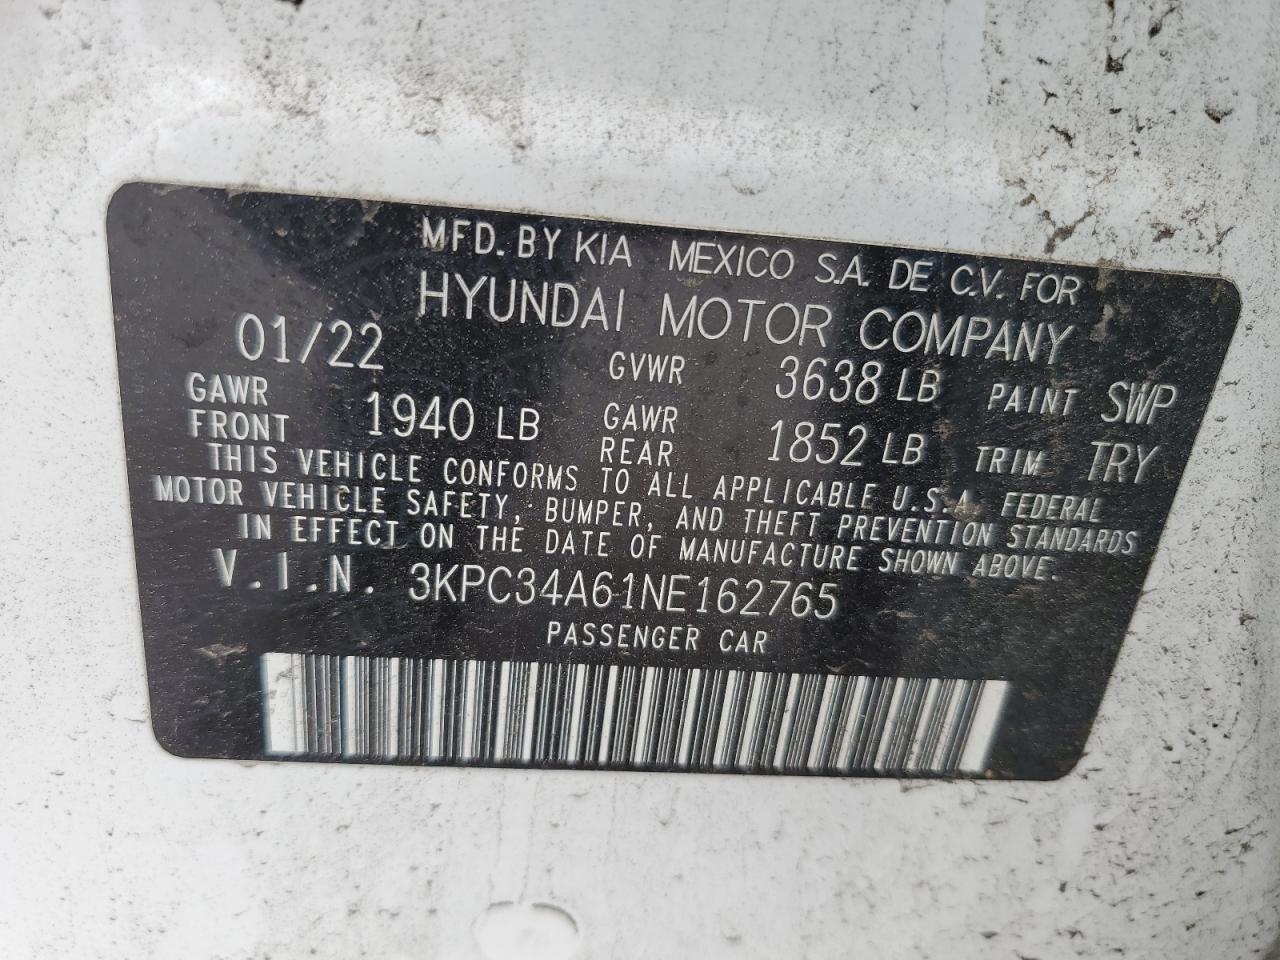 MFD. BY KIA MEXICO S.A. DE C.V. FOR
HYUNDAI MOTOR COMPANY
01/22 GVWR 3638 LB PAINT SWP
GAWR FRONT 1940 LB GAWR REAR 1852 LB TRIM TRY
THIS VEHICLE CONFORMS TO ALL APPLICABLE U.S.A. FEDERAL
MOTOR VEHICLE SAFETY, BUMPER, AND THEFT PREVENTION STANDARDS
IN EFFECT ON THE DATE OF MANUFACTURE SHOWN ABOVE.
V.I.N. 3KPC34A61NE162765
PASSENGER CAR